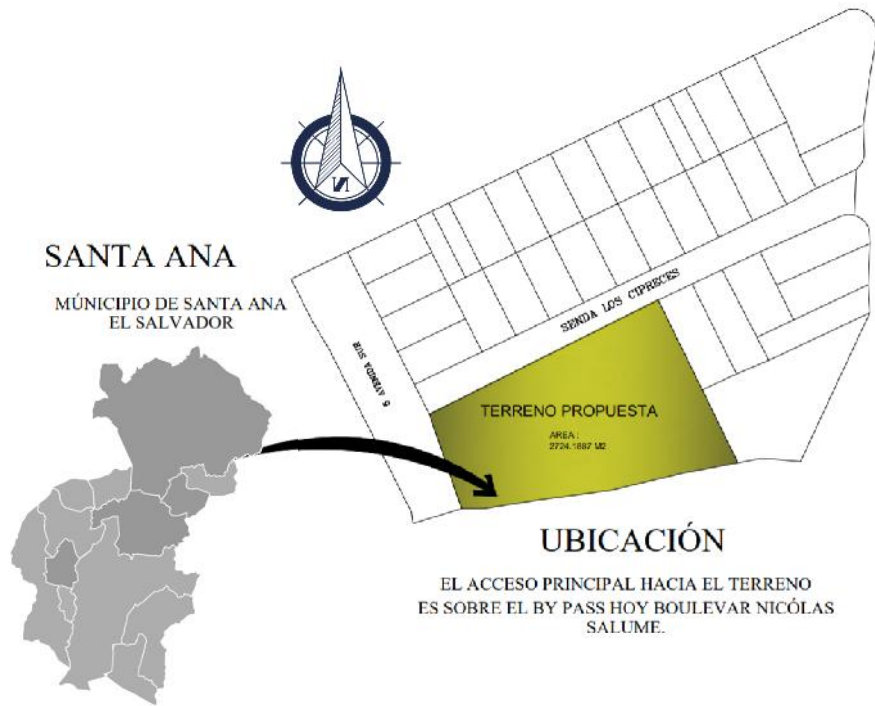 SANTA ANA
MÚNICIPIO DE SANTA ANA
EL SALVADOR
N
SENDA LOS CIPRECES
6 AVENIDA SUR
TERRENO PROPUESTA
AREA :
2724.1887 M2
UBICACIÓN
EL ACCESO PRINCIPAL HACIA EL TERRENO
ES SOBRE EL BY PASS HOY BOULEVAR NICÓLAS
SALUME.